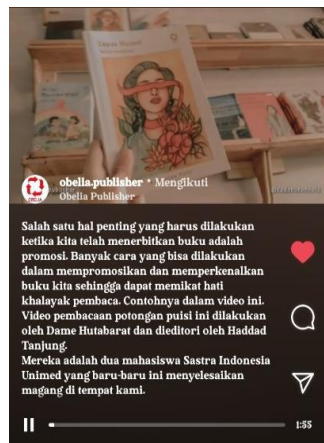 obelia.publisher • Mengikuti
Obelia Publisher
Salah satu hal penting yang harus dilakukan
ketika kita telah menerbitkan buku adalah
promosi. Banyak cara yang bisa dilakukan
dalam mempromosikan dan memperkenalkan
buku kita sehingga dapat memikat hati
khalayak pembaca. Contohnya dalam video ini.
Video pembacaan potongan puisi ini dilakukan
oleh Dame Hutabarat dan dieditori oleh Haddad
Tanjung.
Mereka adalah dua mahasiswa Sastra Indonesia
Unimed yang baru-baru ini menyelesaikan
magang di tempat kami.
1:55